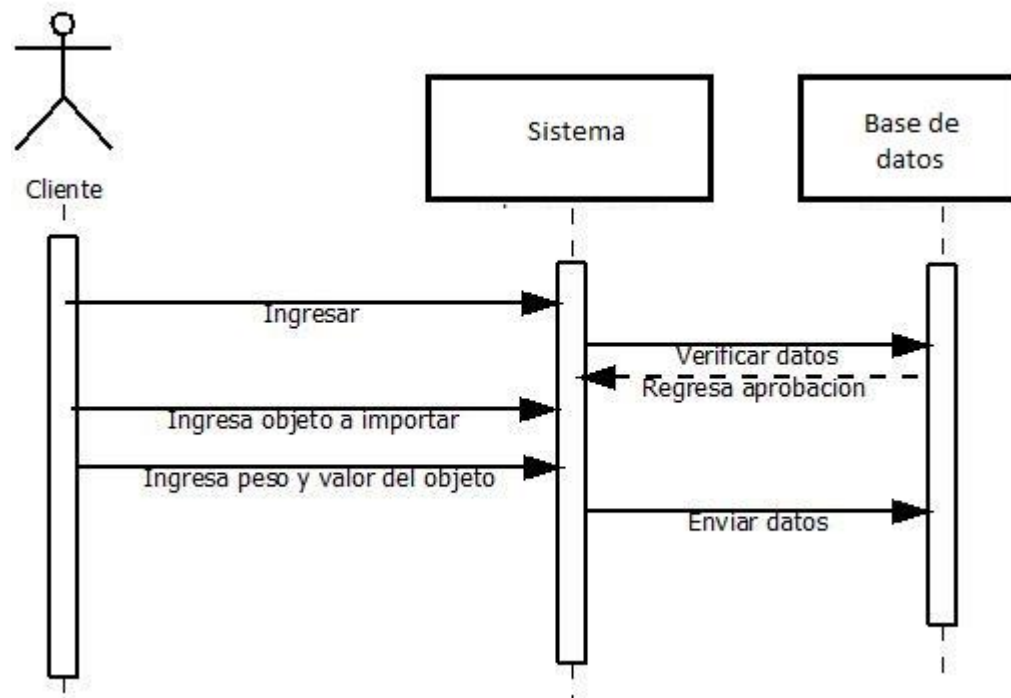 Cliente
Sistema
Base de
datos
Ingresar
Verificar datos
Regresa aprobacion
Ingresa objeto a importar
Ingresa peso y valor del objeto
Enviar datos